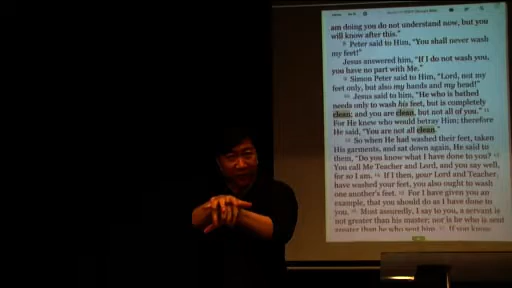 am doing you do not understand now, but you
will know after this."
8 Peter said to Him, "You shall never wash
my feet!"
Jesus answered him, "If I do not wash you,
you have no part with Me."
9 Simon Peter said to Him, "Lord, not my
feet only, but also my hands and my head!"
10 Jesus said to him, "He who is bathed
needs only to wash his feet, but is completely
clean; and you are clean, but not all of you." 11
For He knew who would betray Him; therefore
He said, "You are not all clean."
12 So when He had washed their feet, taken
His garments, and sat down again, He said to
them, "Do you know what I have done to you? 13
You call Me Teacher and Lord, and you say well,
for so I am. 14 If I then, your Lord and Teacher,
have washed your feet, you also ought to wash
one another's feet. 15 For I have given you an
example, that you should do as I have done to
you. 16 Most assuredly, I say to you, a servant is
not greater than his master; nor is he who is sent
greater than he who sent him. 17 If you know